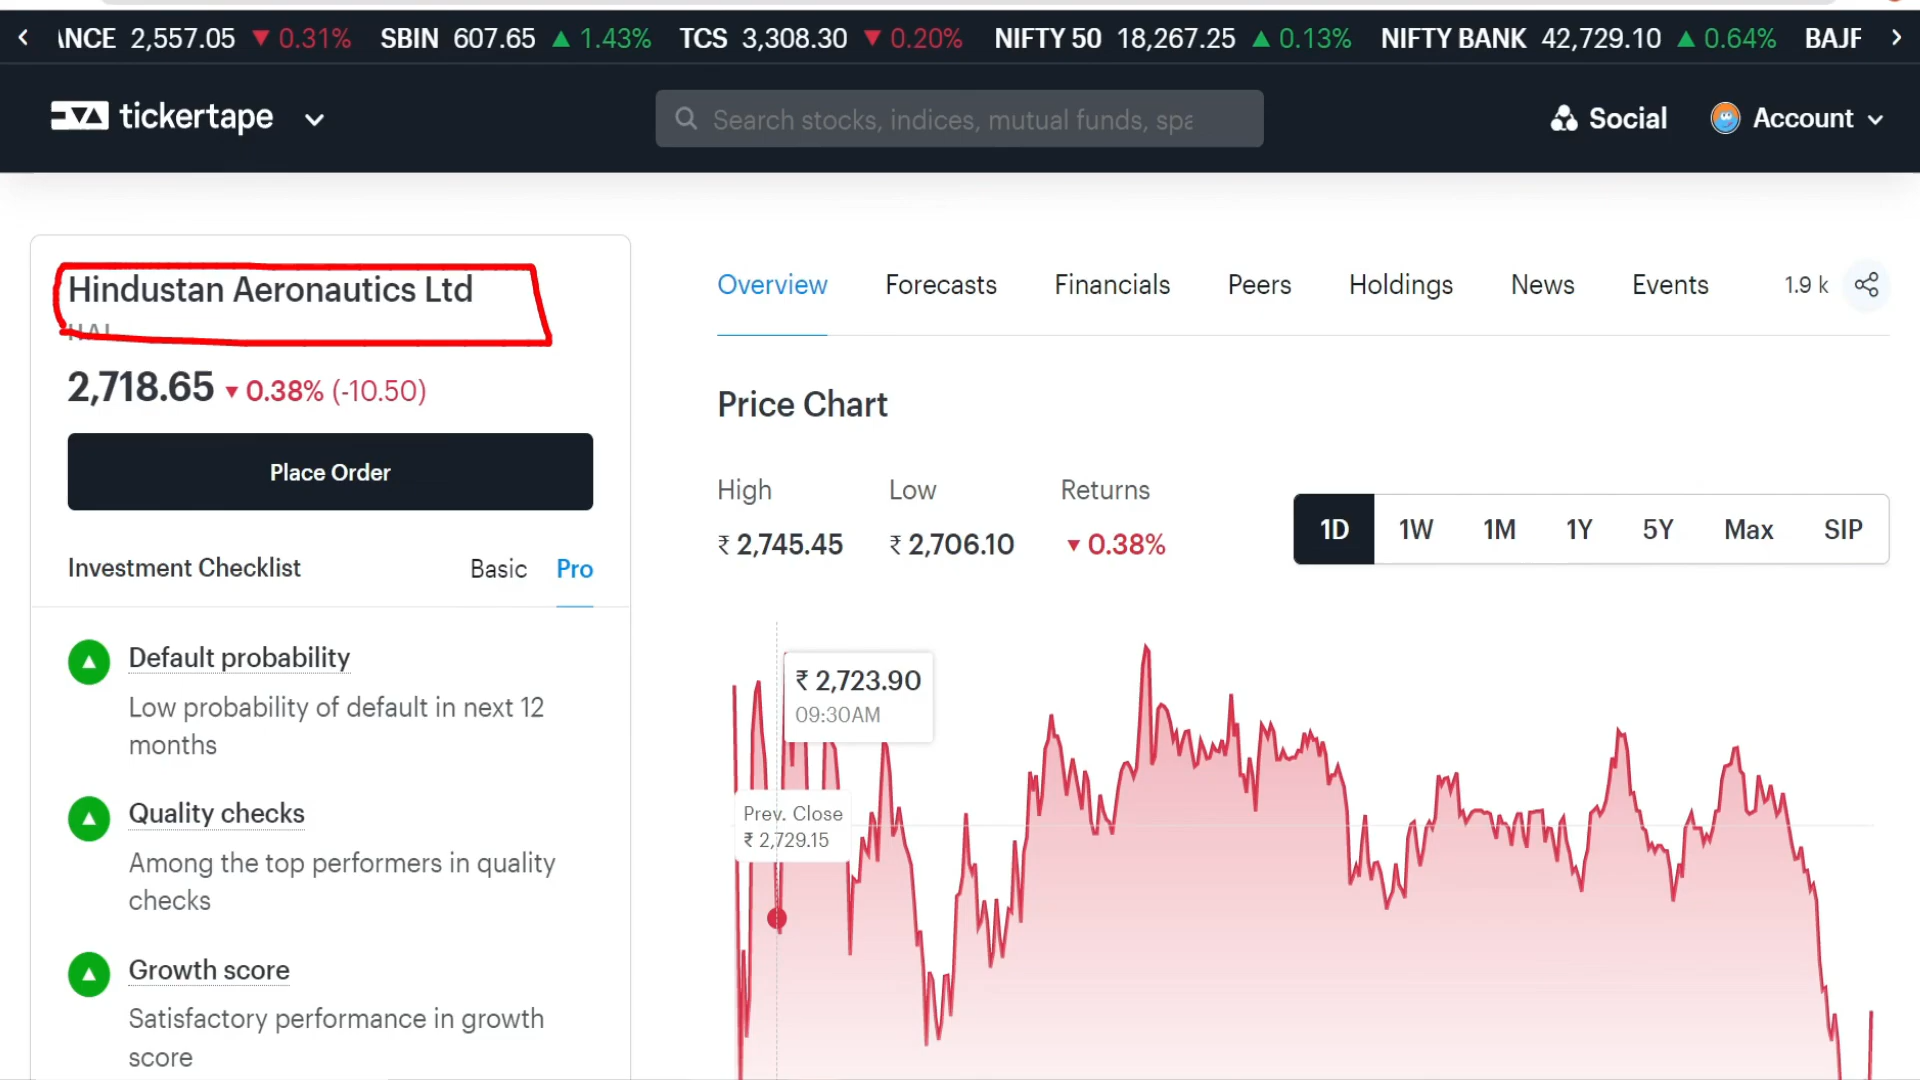 ANCE 2,557.05 ▼ 0.31% SBIN 607.65 ▲ 1.43% TCS 3,308.30 ▼ 0.20% NIFTY 50 18,267.25 ▲ 0.13% NIFTY BANK 42,729.10 ▲ 0.64% BAJF
tickertape
Search stocks, indices, mutual funds, spa
Social
Account
Hindustan Aeronautics Ltd
HAL
2,718.65 ▼ 0.38% (-10.50)
Place Order
Investment Checklist
Basic Pro
Default probability
Low probability of default in next 12
months
Quality checks
Among the top performers in quality
checks
Growth score
Satisfactory performance in growth
score
Overview Forecasts Financials Peers Holdings News Events 1.9 k
Price Chart
High Low Returns
₹ 2,745.45 ₹ 2,706.10 ▼ 0.38%
1D 1W 1M 1Y 5Y Max SIP
₹ 2,723.90
09:30AM
Prev. Close
₹ 2,729.15